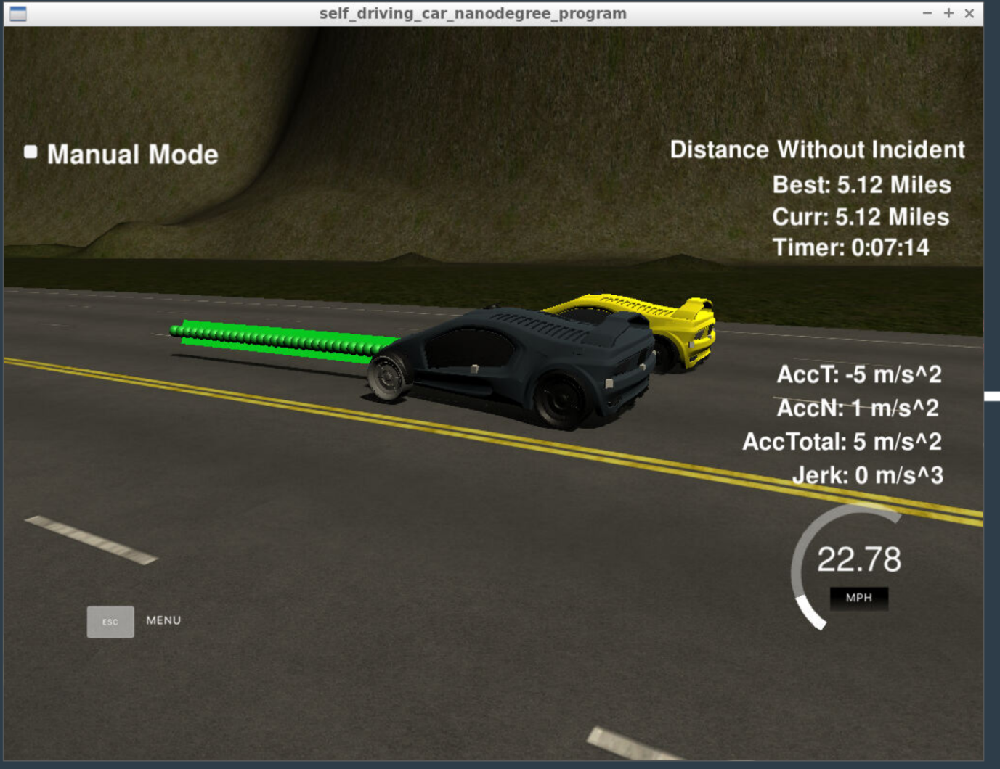 self_driving_car_nanodegree_program
Manual Mode
Distance Without Incident
Best: 5.12 Miles
Curr: 5.12 Miles
Timer: 0:07:14
AccT: -5 m/s^2
AccN: 1 m/s^2
AccTotal: 5 m/s^2
Jerk: 0 m/s^3
22.78
MPH
ESC MENU